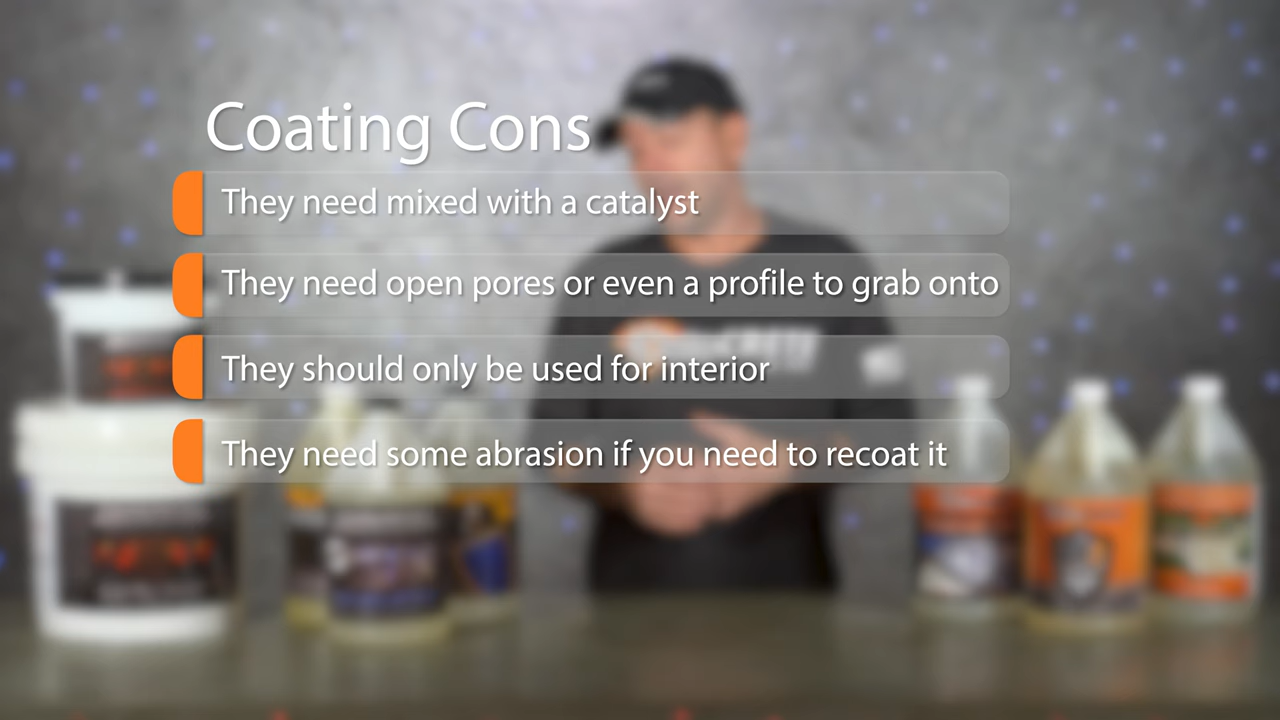 Coating Cons
They need mixed with a catalyst
They need open pores or even a profile to grab onto
They should only be used for interior
They need some abrasion if you need to recoat it